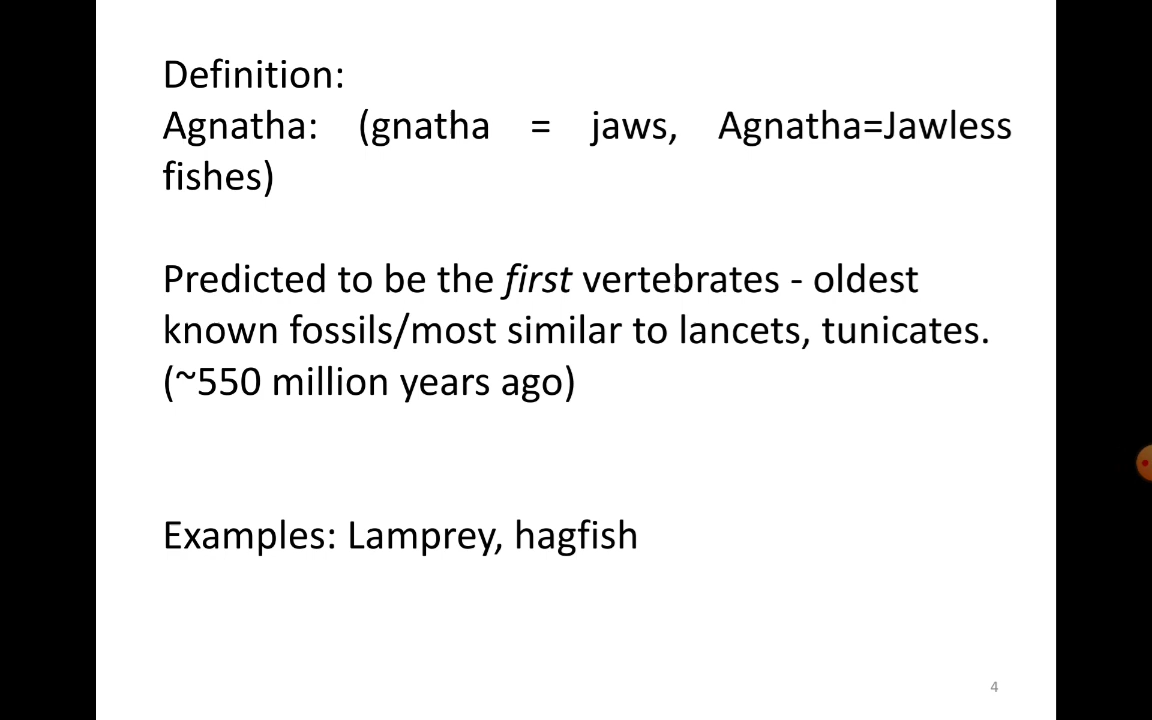 Definition:
Agnatha: (gnatha = jaws, Agnatha=Jawless
fishes)
Predicted to be the first vertebrates - oldest
known fossils/most similar to lancets, tunicates.
(~550 million years ago)
Examples: Lamprey, hagfish
4